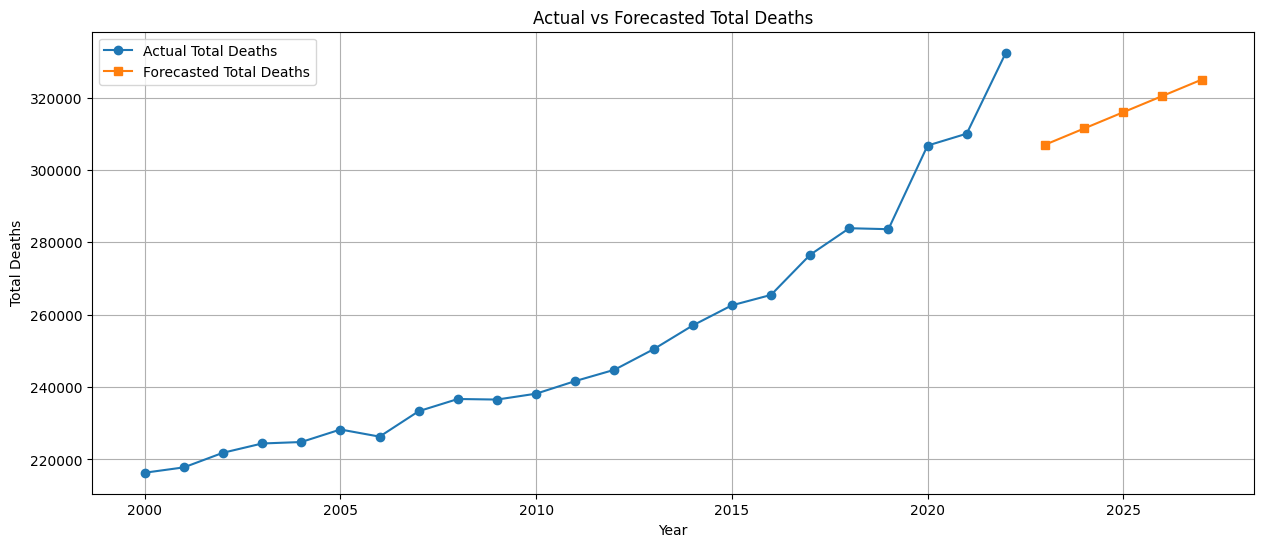 Actual vs Forecasted Total Deaths
Actual Total Deaths
Forecasted Total Deaths
320000
300000
280000
260000
240000
220000
Total Deaths
2000 2005 2010 2015 2020 2025
Year